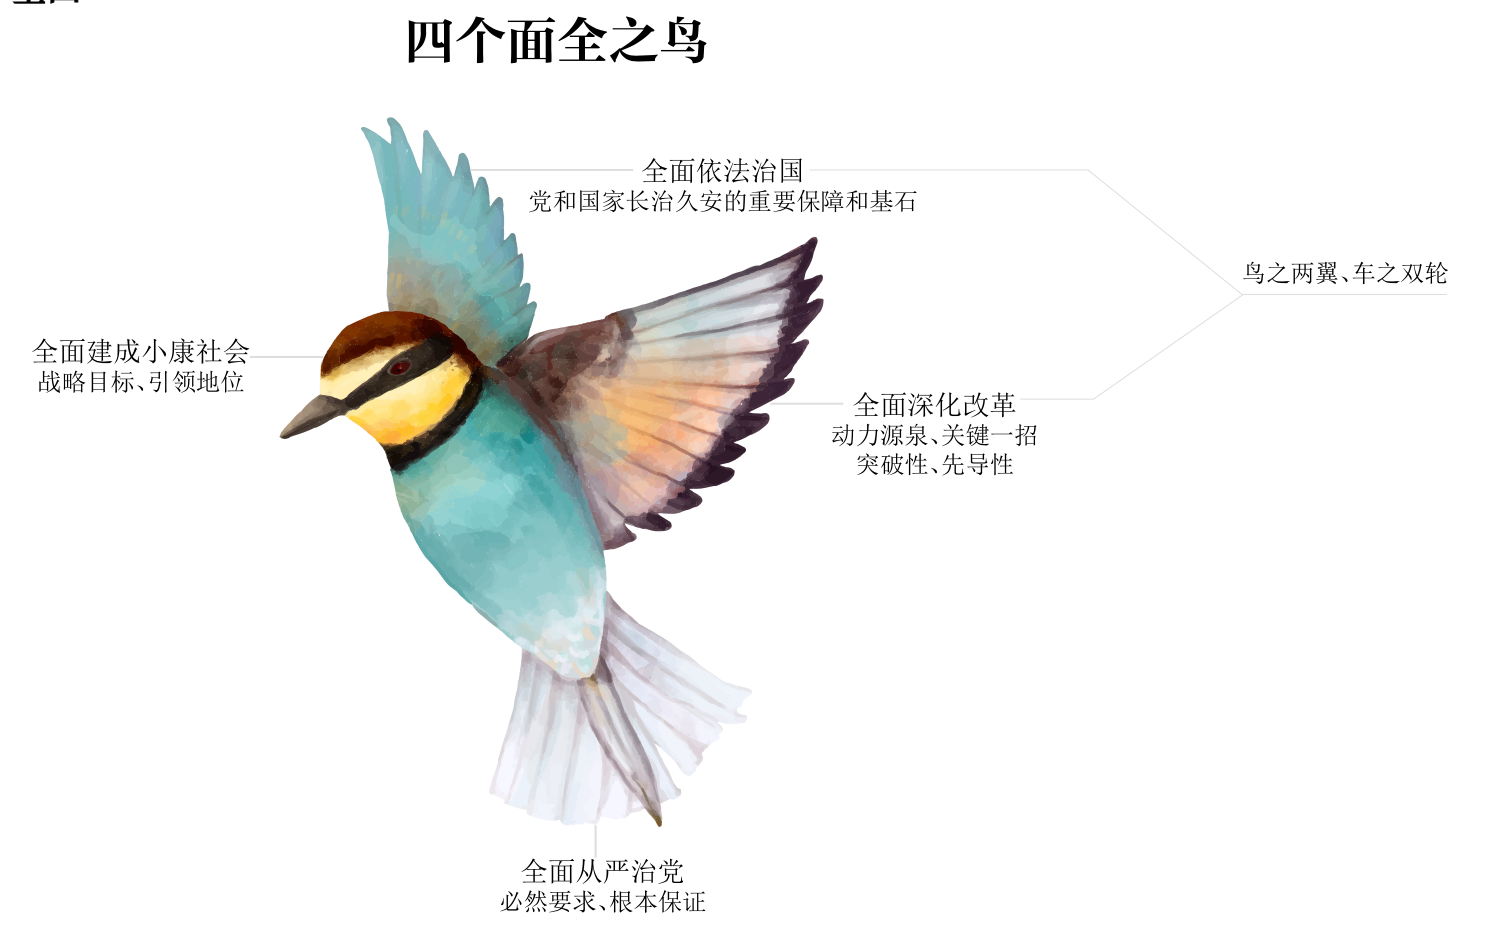 四个面全之鸟
全面依法治国
党和国家长治久安的重要保障和基石
鸟之两翼、车之双轮
全面建成小康社会
战略目标、引领地位
全面深化改革
动力源泉、关键一招
突破性、先导性
全面从严治党
必然要求、根本保证